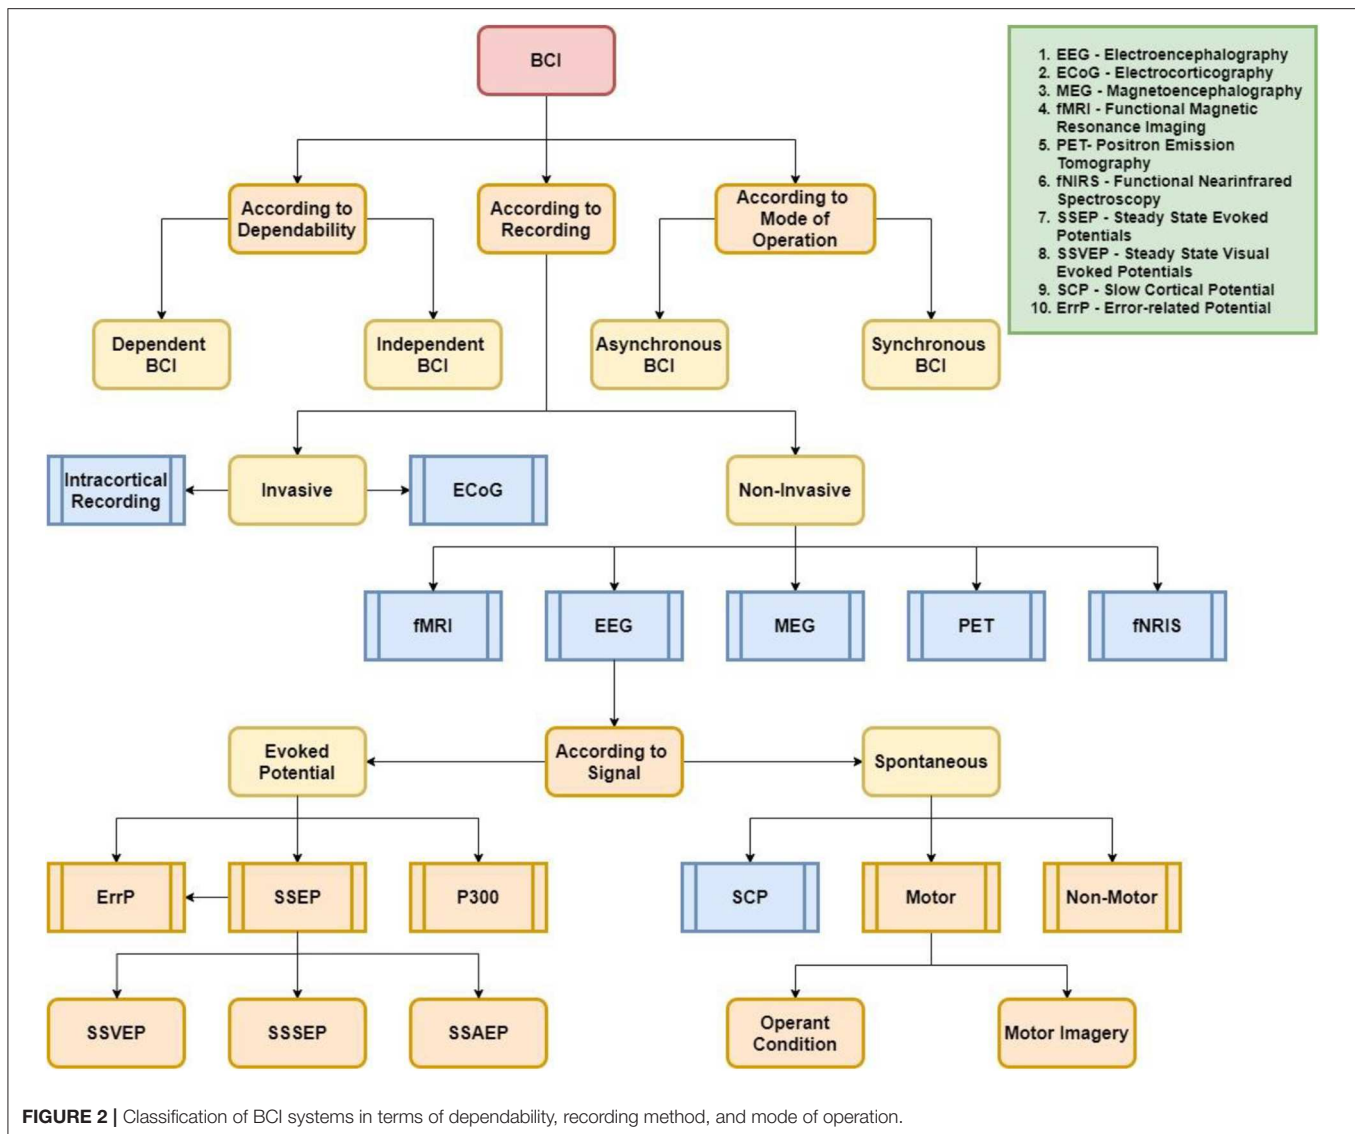 BCI
1. EEG - Electroencephalography
2. ECoG - Electrocorticography
3. MEG - Magnetoencephalography
4. fMRI - Functional Magnetic
Resonance Imaging
5. PET- Positron Emission
Tomography
6. fNIRS - Functional Nearinfrared
Spectroscopy
7. SSEP - Steady State Evoked
Potentials
8. SSVEP - Steady State Visual
Evoked Potentials
9. SCP - Slow Cortical Potential
10. ErrP - Error-related Potential
According to
Dependability
According to
Recording
According to
Mode of
Operation
Dependent
BCI
Independent
BCI
Asynchronous
BCI
Synchronous
BCI
Intracortical
Recording
Invasive
ECoG
Non-Invasive
fMRI
EEG
MEG
PET
fNRIS
Evoked
Potential
According to
Signal
Spontaneous
ErrP
SSEP
P300
SCP
Motor
Non-Motor
SSVEP
SSSEP
SSAEP
Operant
Condition
Motor Imagery
FIGURE 2 | Classification of BCI systems in terms of dependability, recording method, and mode of operation.